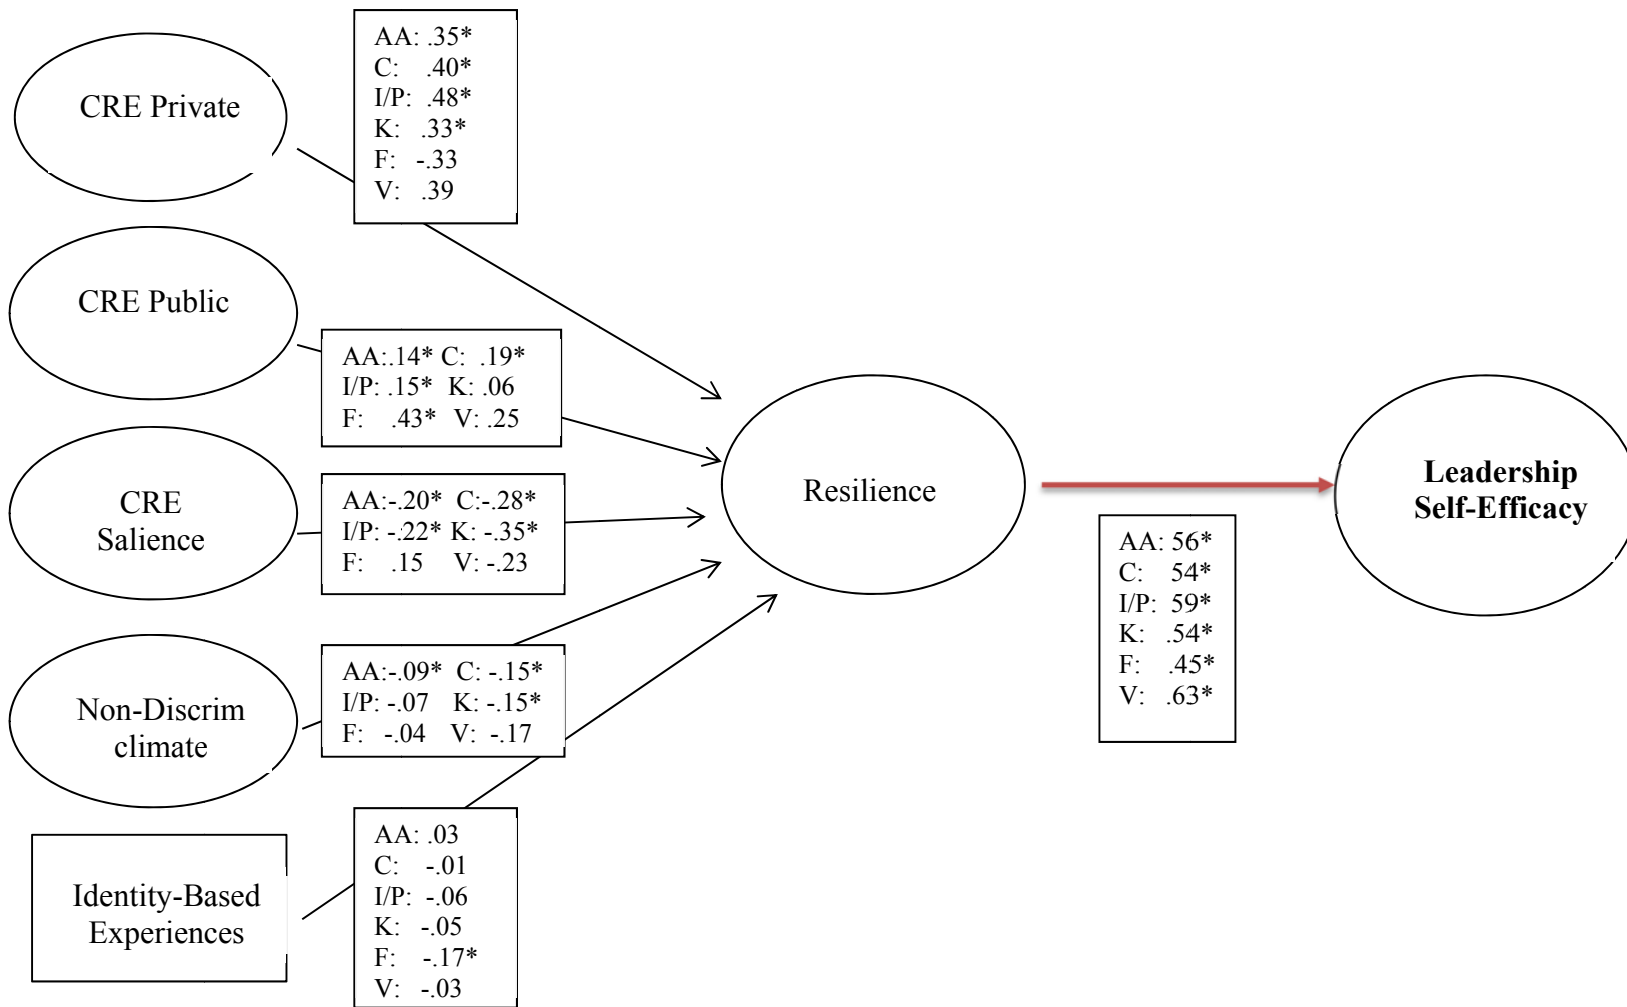 CRE Private
AA: .35*
C: .40*
I/P: .48*
K: .33*
F: -.33
V: .39
CRE Public
AA:.14* C: .19*
I/P: .15* K: .06
F: .43* V: .25
CRE
Salience
AA:-.20* C:-.28*
I/P: -.22* K: -.35*
F: .15 V: -.23
Non-Discrim
climate
AA:-.09* C: -.15*
I/P: -.07 K: -.15*
F: -.04 V: -.17
Identity-Based
Experiences
AA: .03
C: -.01
I/P: -.06
K: -.05
F: -.17*
V: -.03
Resilience
AA: 56*
C: 54*
I/P: 59*
K: .54*
F: .45*
V: .63*
Leadership
Self-Efficacy